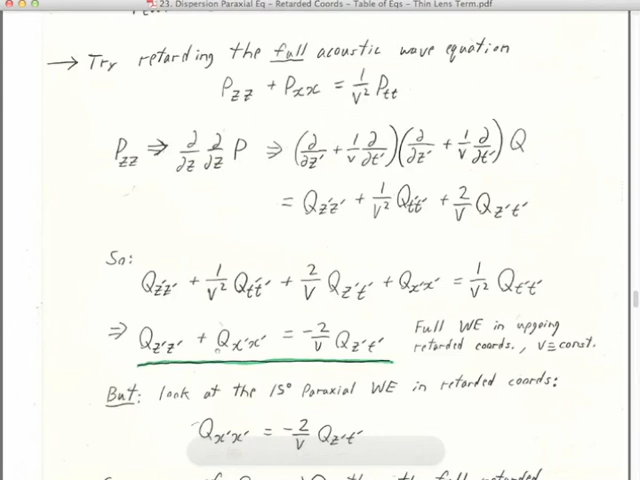 23. Dispersion Paraxial Eq – Retarded Coords – Table of Eqs – Thin Lens Term.pdf
→ Try retarding the full acoustic wave equation
P_zz + P_xx = 1/V² P_tt
P_zz ⇒ ∂/∂z ∂/∂z P ⇒ (∂/∂z' + 1/V ∂/∂t')(∂/∂z' + 1/V ∂/∂t') Q
= Q_z'z' + 1/V² Q_t't' + 2/V Q_z't'
So:
Q_z'z' + 1/V² Q_t't' + 2/V Q_z't' + Q_x'x' = 1/V² Q_t't'
⇒ Q_z'z' + Q_x'x' = -2/V Q_z't' Full WE in upgoing
retarded coords., V≡const.
But: look at the 15° Paraxial WE in retarded coords:
Q_x'x' = -2/V Q_z't'